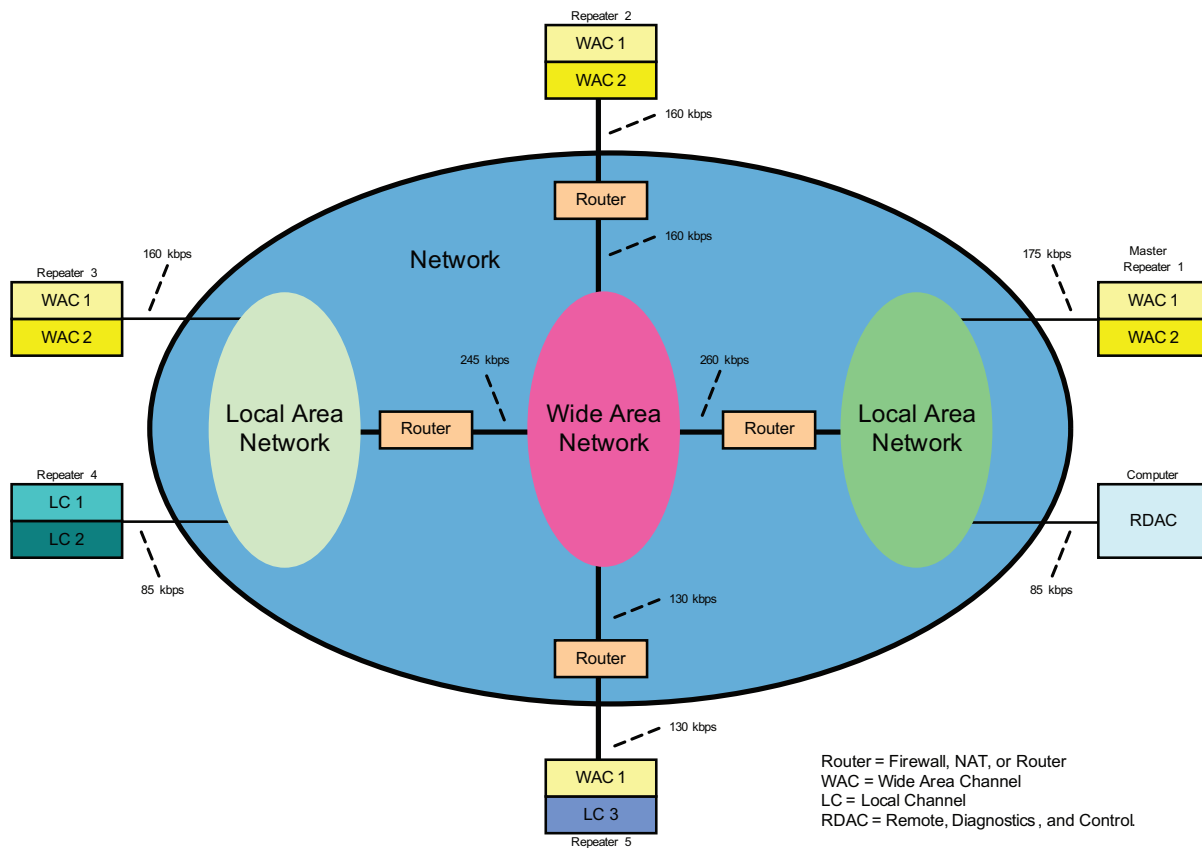 Repeater 2
WAC 1
WAC 2
160 kbps
Router
160 kbps
Network
160 kbps
Repeater 3
WAC 1
WAC 2
175 kbps
Master
Repeater 1
WAC 1
WAC 2
245 kbps
260 kbps
Local Area
Network
Router
Wide Area
Network
Router
Local Area
Network
Repeater 4
LC 1
LC 2
85 kbps
Computer
RDAC
85 kbps
130 kbps
Router
130 kbps
WAC 1
LC 3
Repeater 5
Router = Firewall, NAT, or Router
WAC = Wide Area Channel
LC = Local Channel
RDAC = Remote, Diagnostics, and Control.